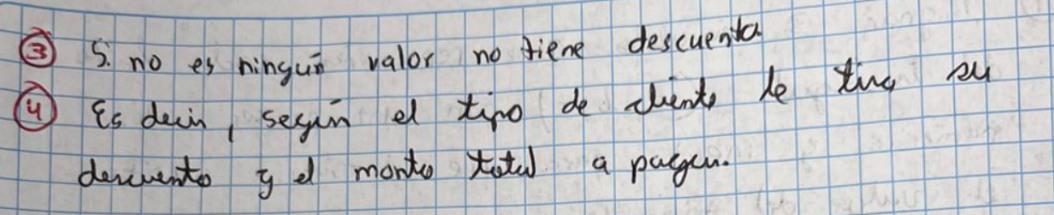 ③ Si no es ningún valor no tiene descuento
④ Es decir, según el tipo de cliente le tira su
descuento y el monto total a pagar.